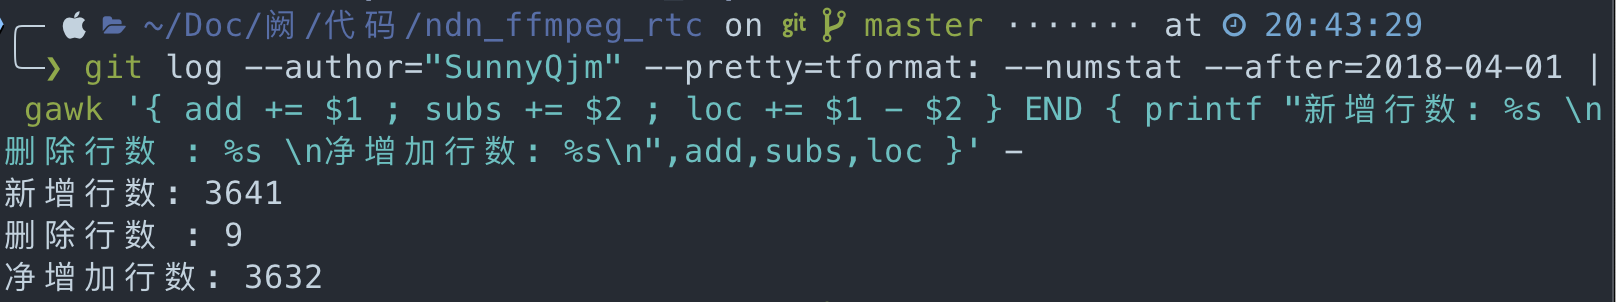 ~/Doc/阙/代码/ndn_ffmpeg_rtc on git master ······· at 20:43:29
❯ git log --author="SunnyQjm" --pretty=tformat: --numstat --after=2018-04-01 |
gawk '{ add += $1 ; subs += $2 ; loc += $1 - $2 } END { printf "新增行数: %s \n
删除行数 : %s \n净增加行数: %s\n",add,subs,loc }' -
新增行数: 3641
删除行数 : 9
净增加行数: 3632